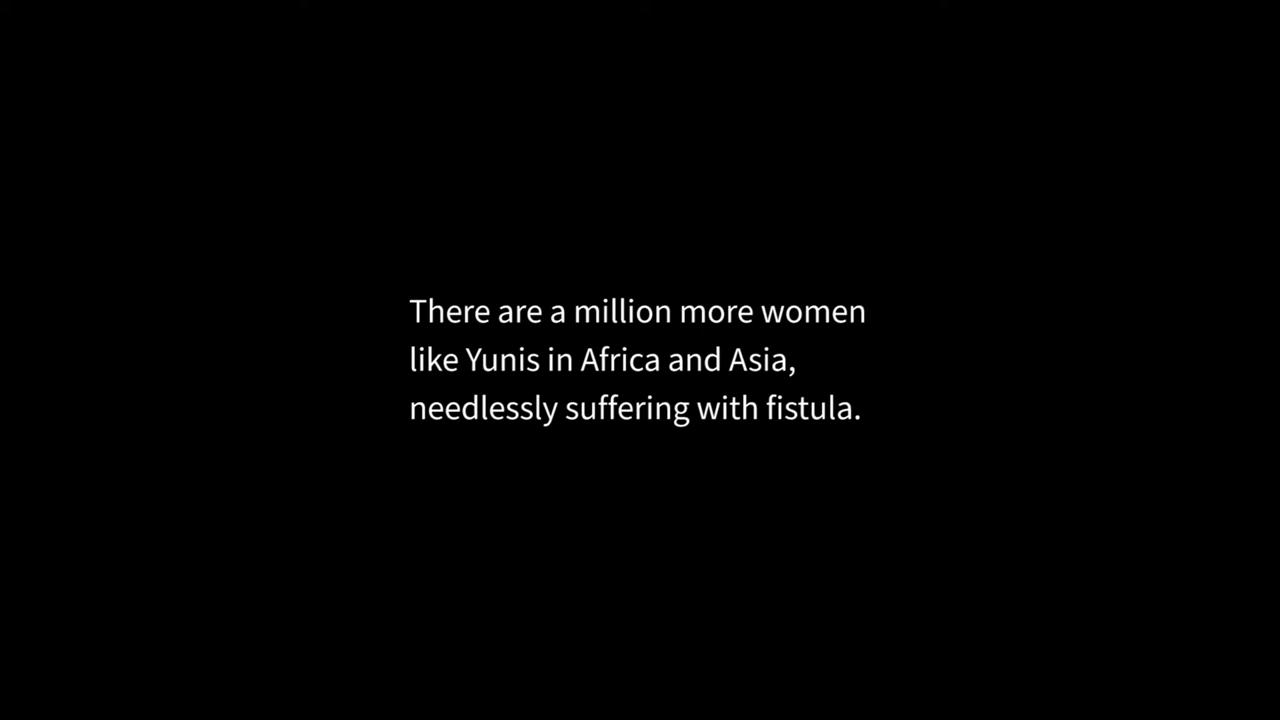 There are a million more women
like Yunis in Africa and Asia,
needlessly suffering with fistula.